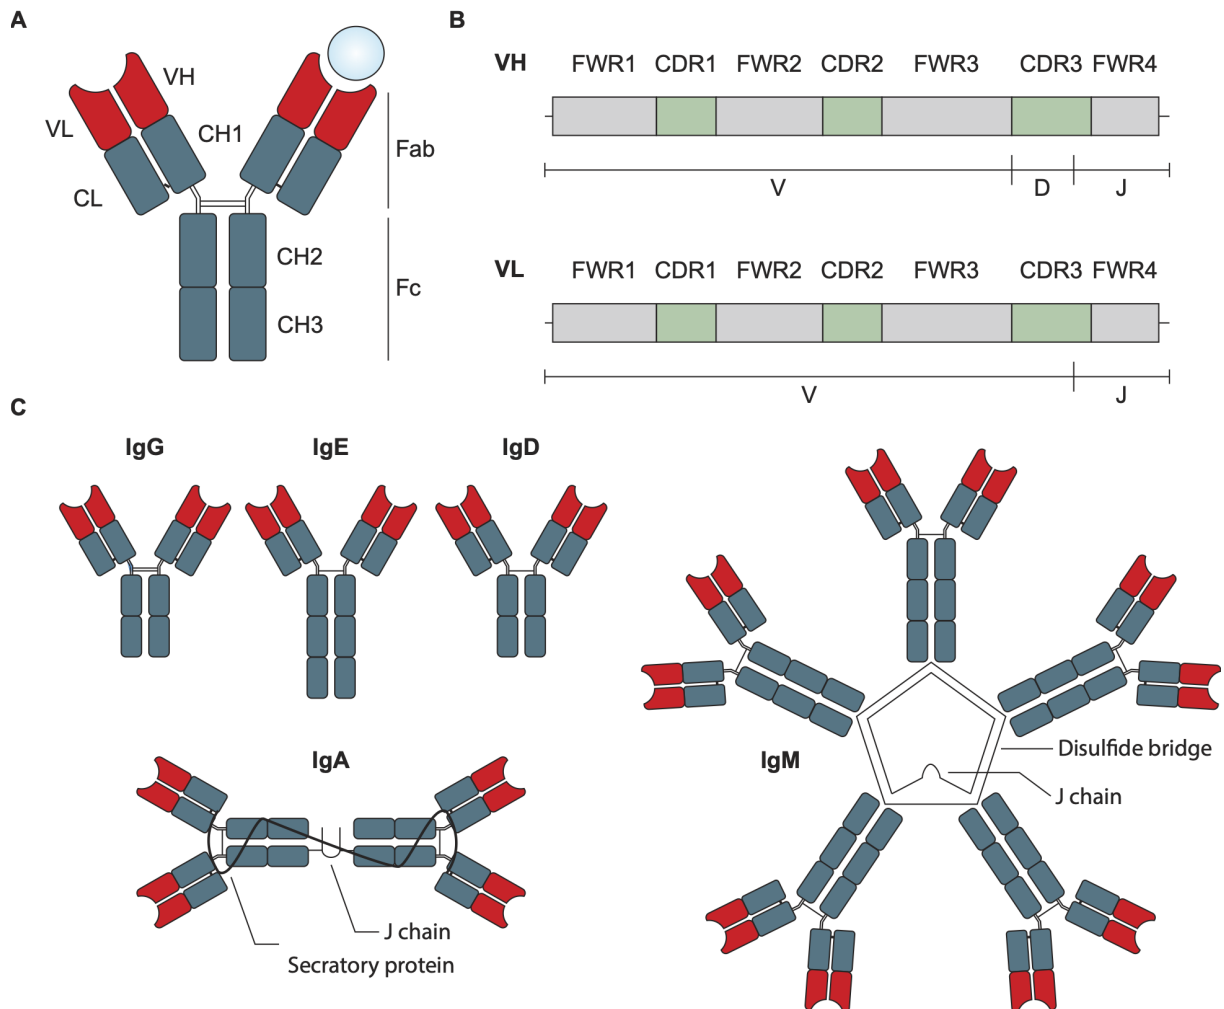 A
VH
VL
CH1
CL
Fab
CH2
Fc
CH3
B
VH FWR1 CDR1 FWR2 CDR2 FWR3 CDR3 FWR4
V D J
VL FWR1 CDR1 FWR2 CDR2 FWR3 CDR3 FWR4
V J
C
IgG IgE IgD
IgA
J chain
Secratory protein
IgM
Disulfide bridge
J chain